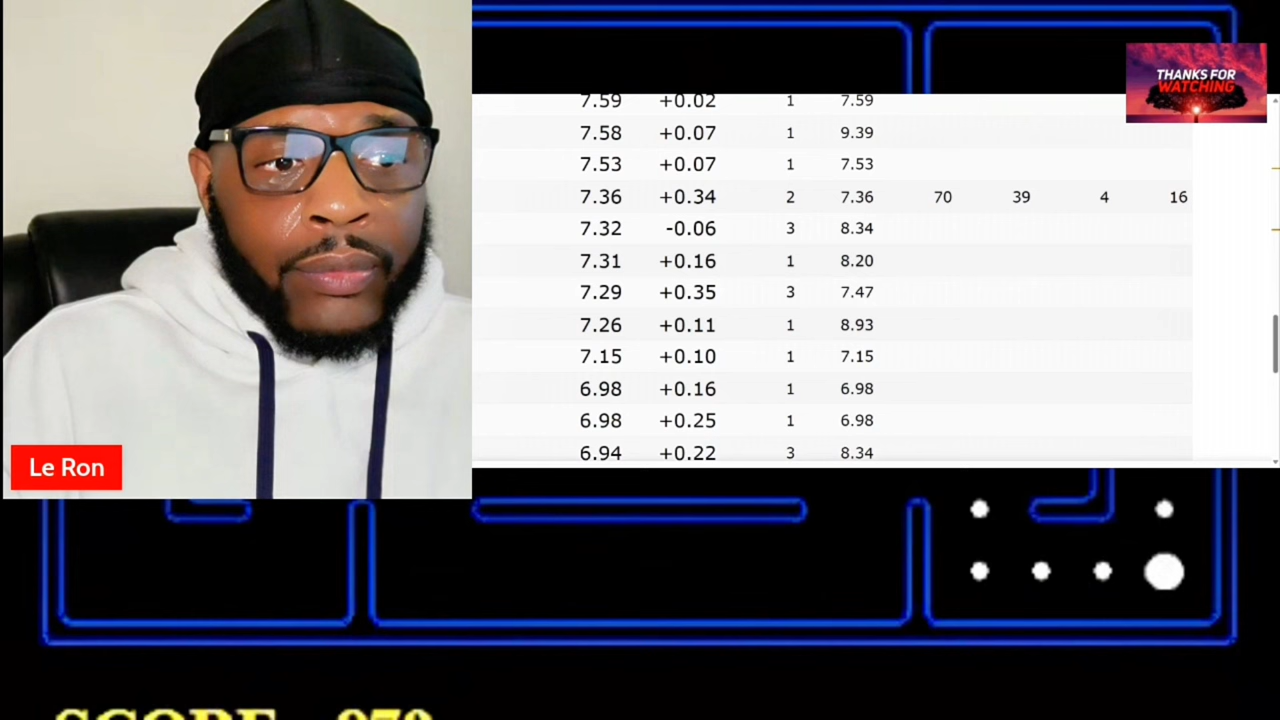 THANKS FOR
WATCHING
7.59 +0.02 1 7.59
7.58 +0.07 1 9.39
7.53 +0.07 1 7.53
7.36 +0.34 2 7.36 70 39 4 16
7.32 -0.06 3 8.34
7.31 +0.16 1 8.20
7.29 +0.35 3 7.47
7.26 +0.11 1 8.93
7.15 +0.10 1 7.15
6.98 +0.16 1 6.98
6.98 +0.25 1 6.98
6.94 +0.22 3 8.34
Le Ron
SCORE